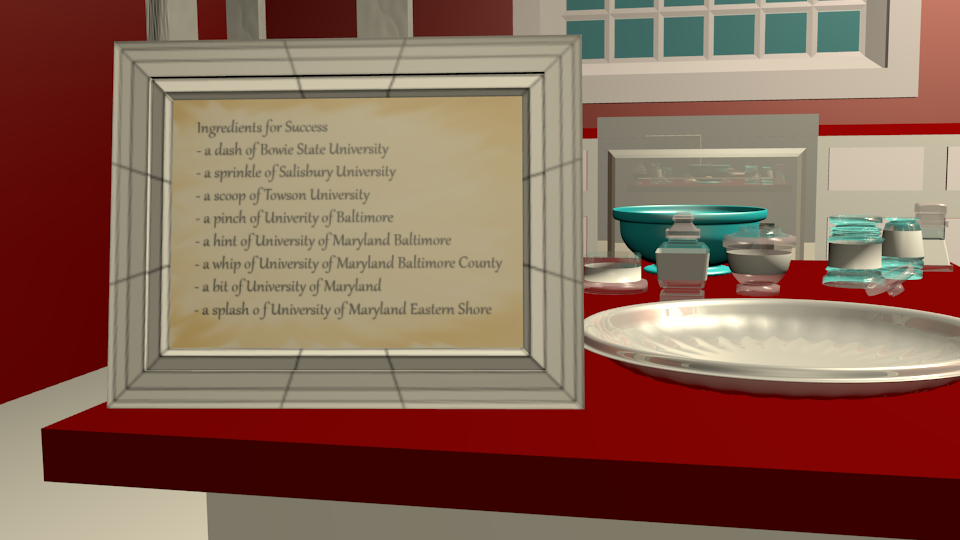 Ingredients for Success
- a dash of Bowie State University
- a sprinkle of Salisbury University
- a scoop of Towson University
- a pinch of Univerity of Baltimore
- a hint of University of Maryland Baltimore
- a whip of University of Maryland Baltimore County
- a bit of University of Maryland
- a splash of University of Maryland Eastern Shore